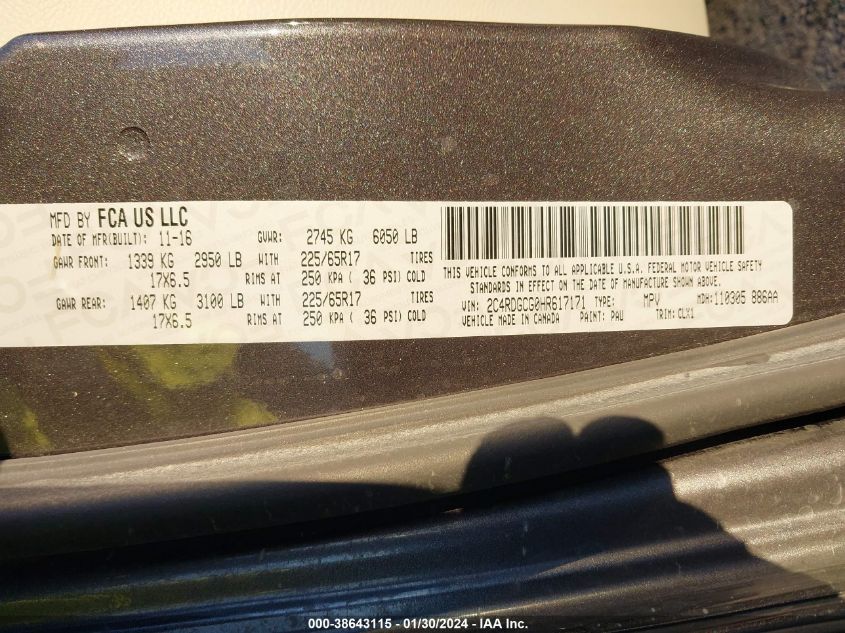 MFD BY FCA US LLC
DATE OF MFR(BUILT): 11-16 GVWR: 2745 KG 6050 LB
GAWR FRONT: 1339 KG 2950 LB WITH 225/65R17 TIRES
17X6.5 RIMS AT 250 KPA ( 36 PSI) COLD
GAWR REAR: 1407 KG 3100 LB WITH 225/65R17 TIRES
17X6.5 RIMS AT 250 KPA ( 36 PSI) COLD
THIS VEHICLE CONFORMS TO ALL APPLICABLE U.S.A. FEDERAL MOTOR VEHICLE SAFETY
STANDARDS IN EFFECT ON THE DATE OF MANUFACTURE SHOWN ABOVE.
VIN: 2C4RDGCG0HR617171 TYPE: MPV MDH: 110305 886AA
VEHICLE MADE IN CANADA PAINT: PAU TRIM: CLX1
000-38643115 - 01/30/2024 - IAA Inc.